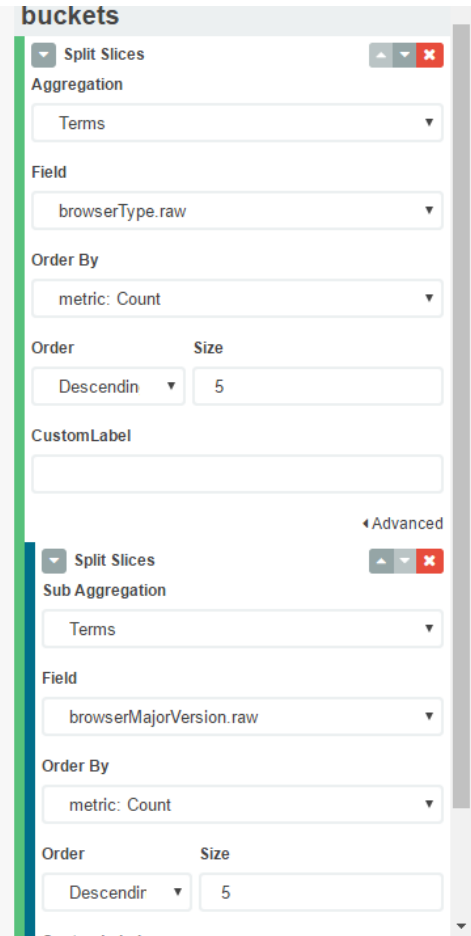 buckets
Split Slices
Aggregation
Terms
Field
browserType.raw
Order By
metric: Count
Order Size
Descendin 5
CustomLabel
Advanced
Split Slices
Sub Aggregation
Terms
Field
browserMajorVersion.raw
Order By
metric: Count
Order Size
Descendir 5